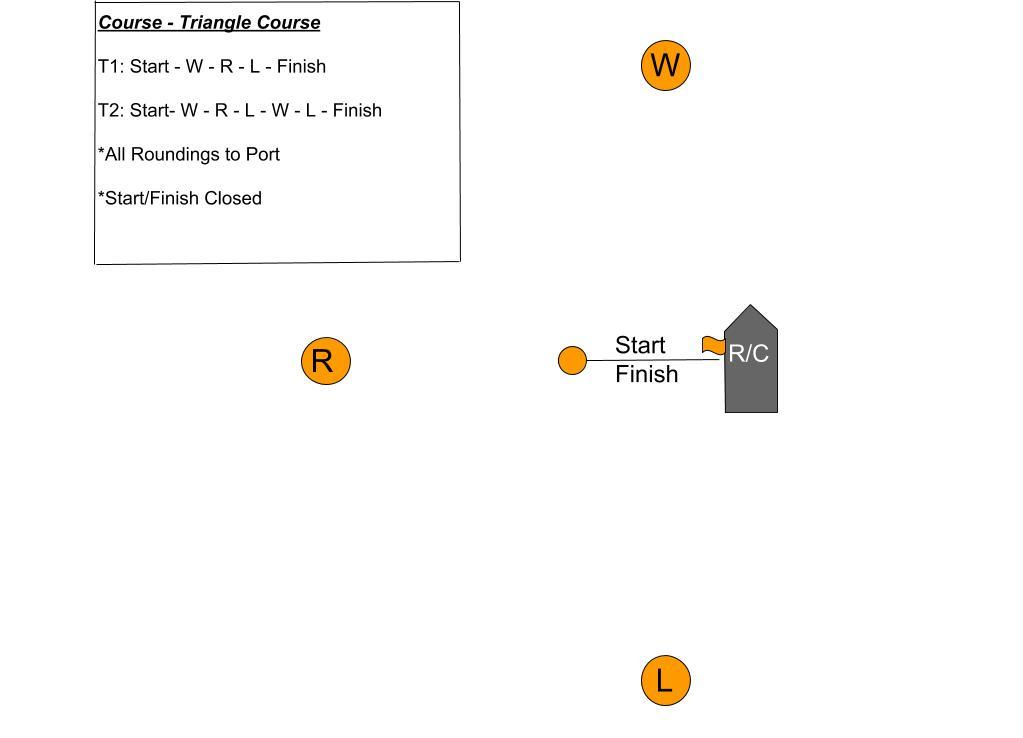 Course - Triangle Course
T1: Start - W - R - L - Finish
T2: Start- W - R - L - W - L - Finish
*All Roundings to Port
*Start/Finish Closed
W
R
Start
Finish
R/C
L